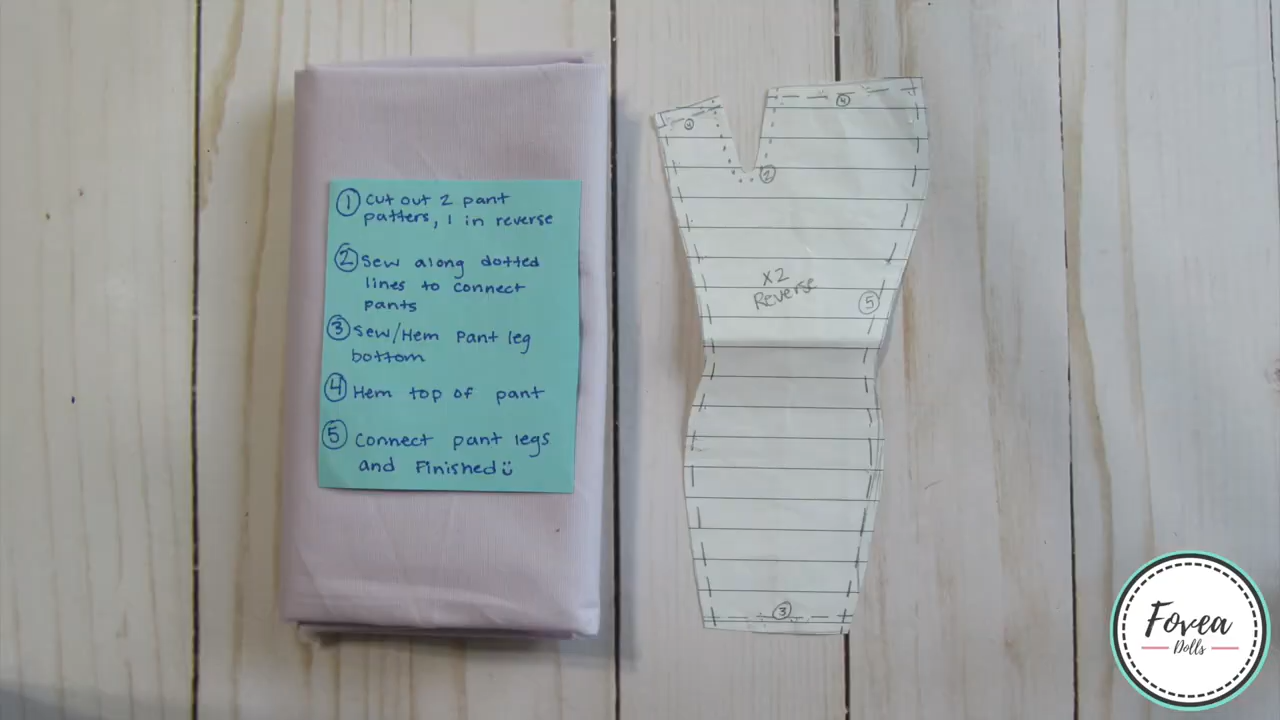 ① Cut out 2 pant
patters, 1 in reverse
② Sew along dotted
lines to connect
pants
③ Sew/Hem Pant leg
bottom
④ Hem top of pant
⑤ Connect pant legs
and Finished ü
④
④
②
X2
Reverse
⑤
③
Fovea
Dolls